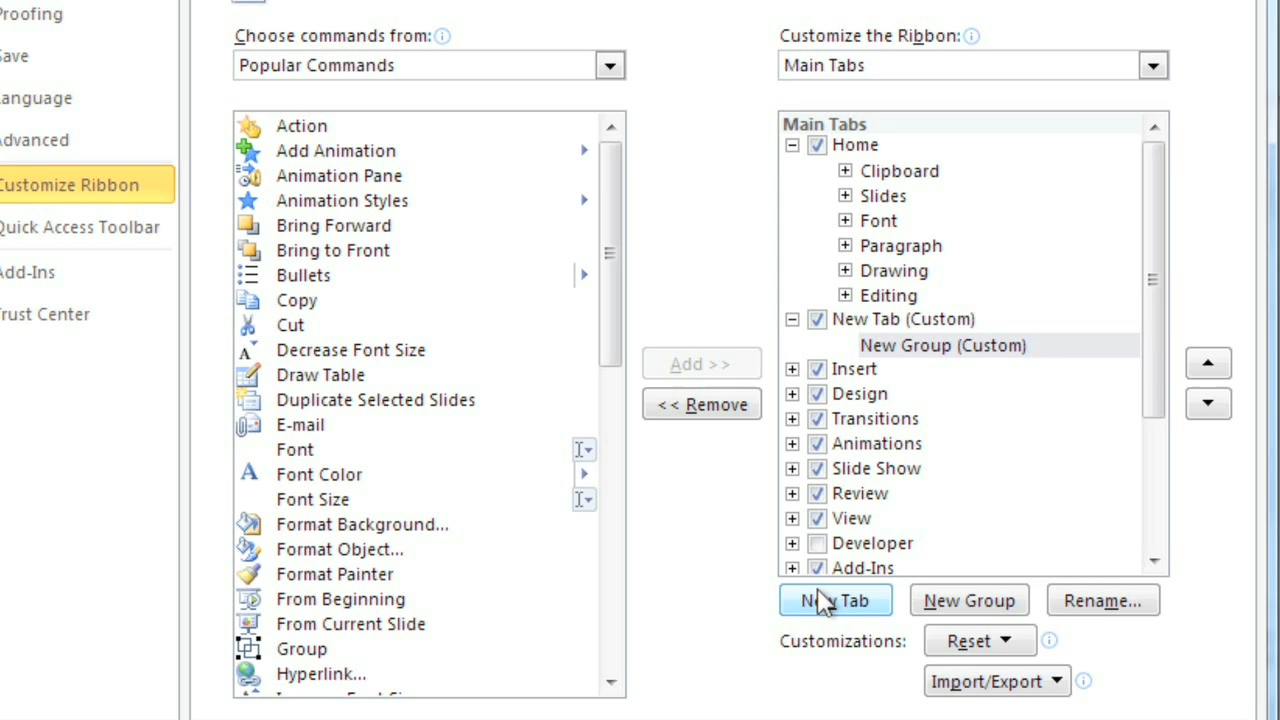 Proofing
Save
Language
Advanced
Customize Ribbon
Quick Access Toolbar
Add-Ins
Trust Center
Choose commands from:
Popular Commands
Action
Add Animation
Animation Pane
Animation Styles
Bring Forward
Bring to Front
Bullets
Copy
Cut
Decrease Font Size
Draw Table
Duplicate Selected Slides
E-mail
Font
Font Color
Font Size
Format Background...
Format Object...
Format Painter
From Beginning
From Current Slide
Group
Hyperlink...
Add >>
<< Remove
Customize the Ribbon:
Main Tabs
Main Tabs
Home
Clipboard
Slides
Font
Paragraph
Drawing
Editing
New Tab (Custom)
New Group (Custom)
Insert
Design
Transitions
Animations
Slide Show
Review
View
Developer
Add-Ins
New Tab
New Group
Rename...
Customizations:
Reset
Import/Export